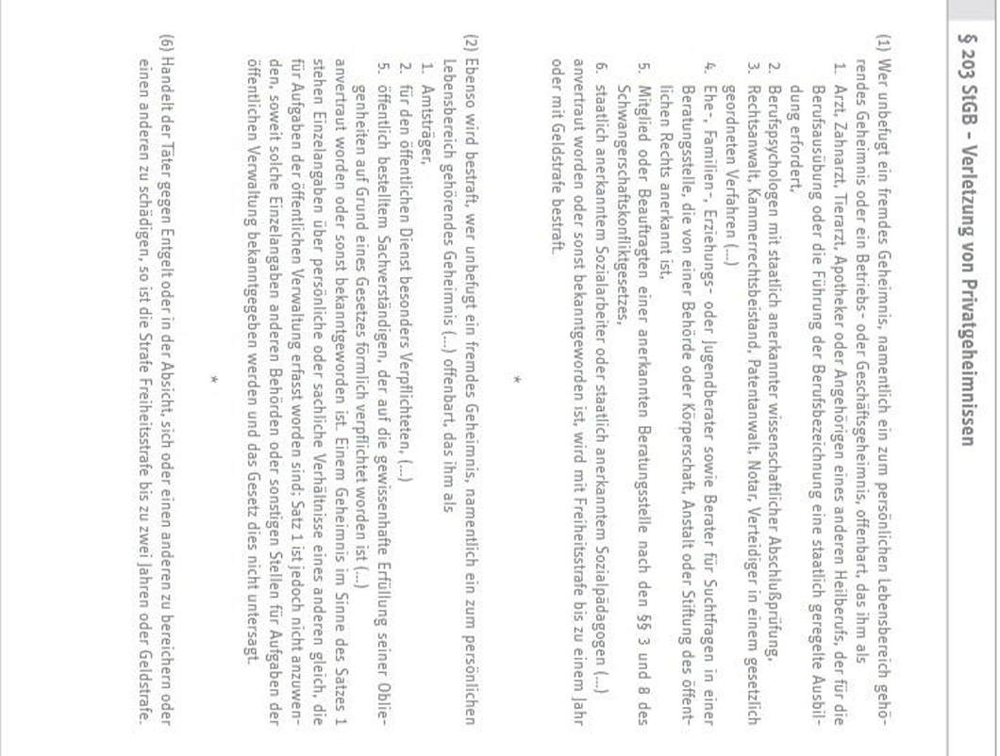 § 203 StGB – Verletzung von Privatgeheimnissen
(1) Wer unbefugt ein fremdes Geheimnis, namentlich ein zum persönlichen Lebensbereich gehö-
rendes Geheimnis oder ein Betriebs- oder Geschäftsgeheimnis, offenbart, das ihm als
1. Arzt, Zahnarzt, Tierarzt, Apotheker oder Angehörigen eines anderen Heilberufs, der für die
Berufsausübung oder die Führung der Berufsbezeichnung eine staatlich geregelte Ausbil-
dung erfordert,
2. Berufspsychologen mit staatlich anerkannter wissenschaftlicher Abschlußprüfung,
3. Rechtsanwalt, Kammerrechtsbeistand, Patentanwalt, Notar, Verteidiger in einem gesetzlich
geordneten Verfahren (...)
4. Ehe-, Familien-, Erziehungs- oder Jugendberater sowie Berater für Suchtfragen in einer
Beratungsstelle, die von einer Behörde oder Körperschaft, Anstalt oder Stiftung des öffent-
lichen Rechts anerkannt ist,
5. Mitglied oder Beauftragten einer anerkannten Beratungsstelle nach den §§ 3 und 8 des
Schwangerschaftskonfliktgesetzes,
6. staatlich anerkanntem Sozialarbeiter oder staatlich anerkanntem Sozialpädagogen (...)
anvertraut worden oder sonst bekanntgeworden ist, wird mit Freiheitsstrafe bis zu einem Jahr
oder mit Geldstrafe bestraft.
*
(2) Ebenso wird bestraft, wer unbefugt ein fremdes Geheimnis, namentlich ein zum persönlichen
Lebensbereich gehörendes Geheimnis (...) offenbart, das ihm als
1. Amtsträger,
2. für den öffentlichen Dienst besonders Verpflichteten, (...)
5. öffentlich bestelltem Sachverständigen, der auf die gewissenhafte Erfüllung seiner Oblie-
genheiten auf Grund eines Gesetzes förmlich verpflichtet worden ist (...)
anvertraut worden oder sonst bekanntgeworden ist. Einem Geheimnis im Sinne des Satzes 1
stehen Einzelangaben über persönliche oder sachliche Verhältnisse eines anderen gleich, die
für Aufgaben der öffentlichen Verwaltung erfasst worden sind; Satz 1 ist jedoch nicht anzuwen-
den, soweit solche Einzelangaben anderen Behörden oder sonstigen Stellen für Aufgaben der
öffentlichen Verwaltung bekanntgegeben werden und das Gesetz dies nicht untersagt.
*
(6) Handelt der Täter gegen Entgelt oder in der Absicht, sich oder einen anderen zu bereichern oder
einen anderen zu schädigen, so ist die Strafe Freiheitsstrafe bis zu zwei Jahren oder Geldstrafe.